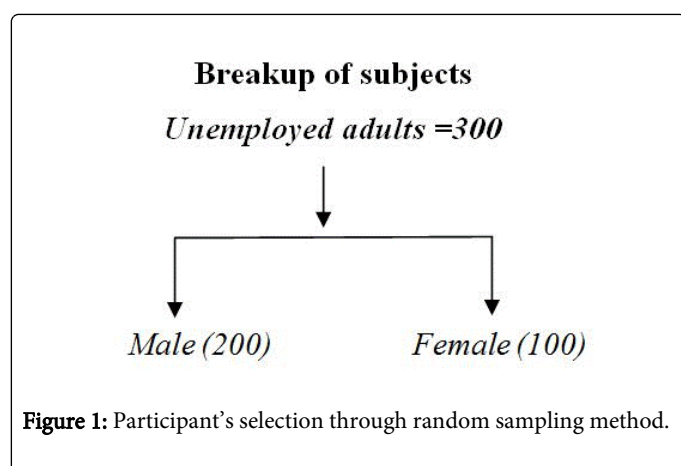 Breakup of subjects
Unemployed adults =300
Male (200) Female (100)
Figure 1: Participant’s selection through random sampling method.